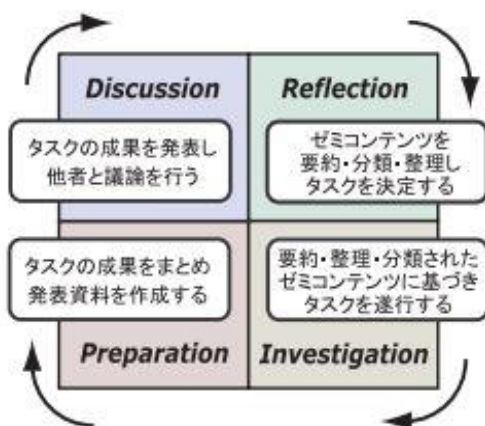 Discussion
Reflection
タスクの成果を発表し
他者と議論を行う
ゼミコンテンツを
要約・分類・整理し
タスクを決定する
タスクの成果をまとめ
発表資料を作成する
要約・整理・分類された
ゼミコンテンツに基づき
タスクを遂行する
Preparation
Investigation